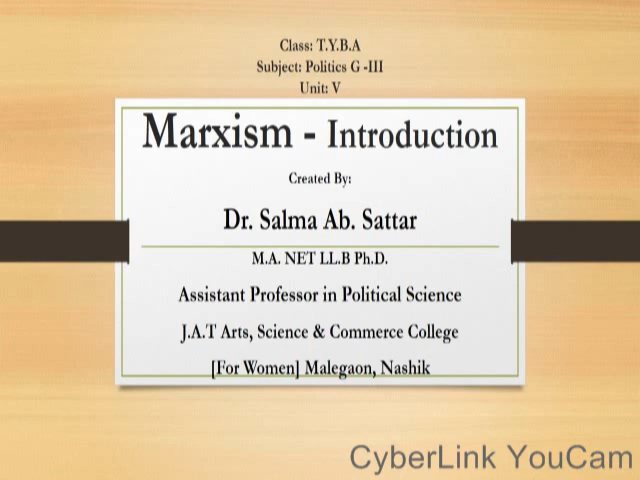 Class: T.Y.B.A
Subject: Politics G -III
Unit: V
Marxism - Introduction
Created By:
Dr. Salma Ab. Sattar
M.A. NET LL.B Ph.D.
Assistant Professor in Political Science
J.A.T Arts, Science & Commerce College
[For Women] Malegaon, Nashik
CyberLink YouCam